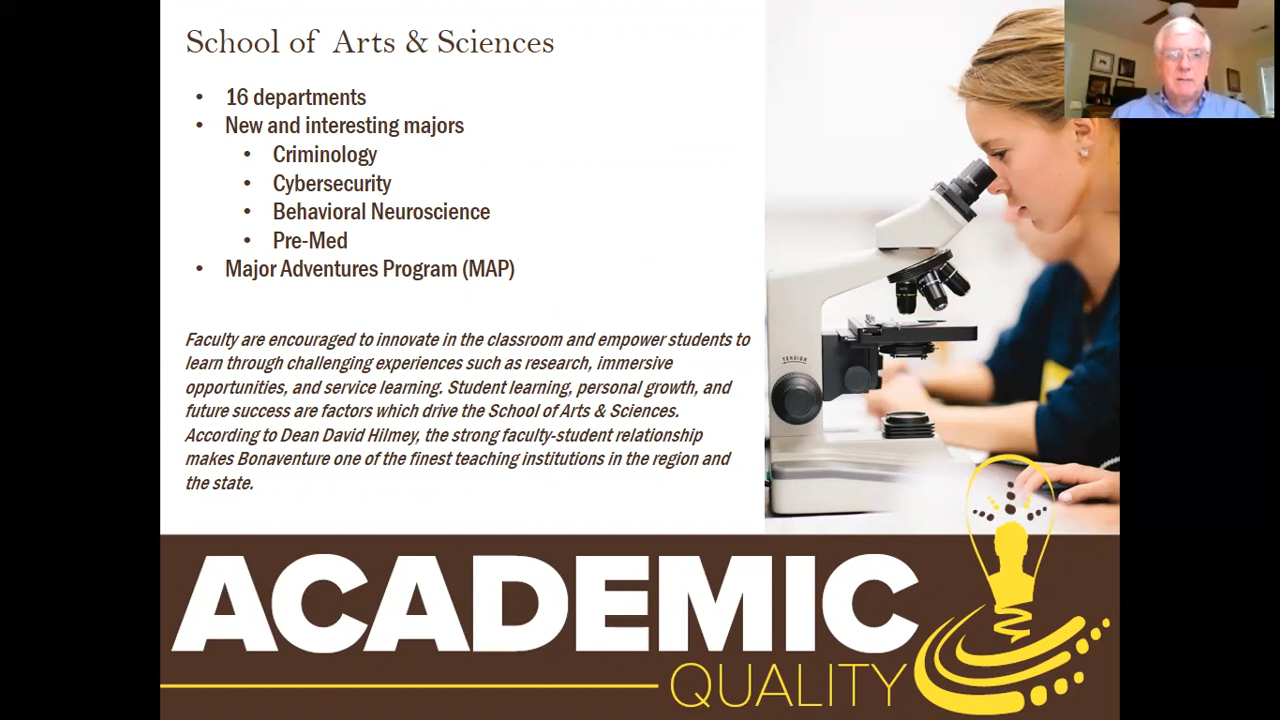 School of Arts & Sciences
• 16 departments
• New and interesting majors
• Criminology
• Cybersecurity
• Behavioral Neuroscience
• Pre-Med
• Major Adventures Program (MAP)
Faculty are encouraged to innovate in the classroom and empower students to
learn through challenging experiences such as research, immersive
opportunities, and service learning. Student learning, personal growth, and
future success are factors which drive the School of Arts & Sciences.
According to Dean David Hilmey, the strong faculty-student relationship
makes Bonaventure one of the finest teaching institutions in the region and
the state.
TENSION
ACADEMIC
QUALITY